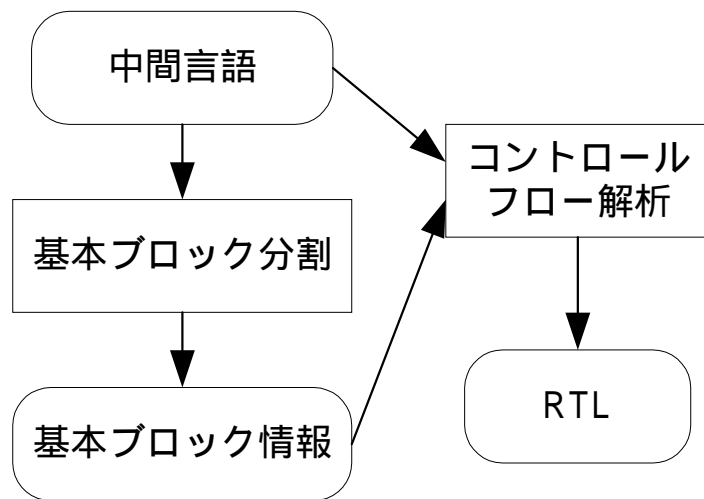 中間言語
基本ブロック分割
基本ブロック情報
コントロール
フロー解析
RTL